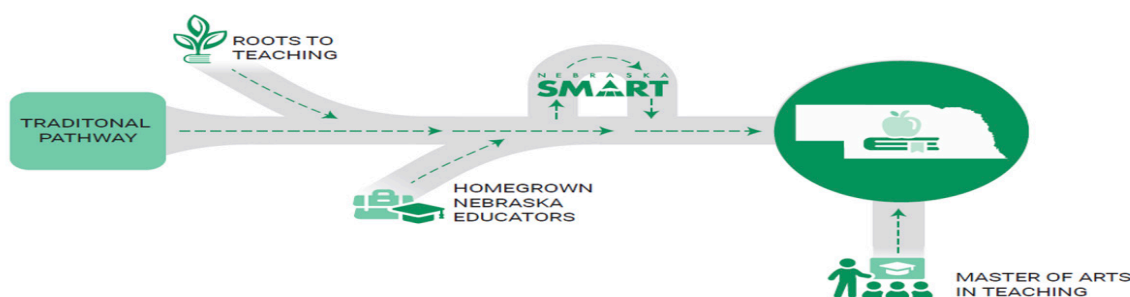 ROOTS TO
TEACHING
NEBRASKA
SMART
TRADITONAL
PATHWAY
HOMEGROWN
NEBRASKA
EDUCATORS
MASTER OF ARTS
IN TEACHING